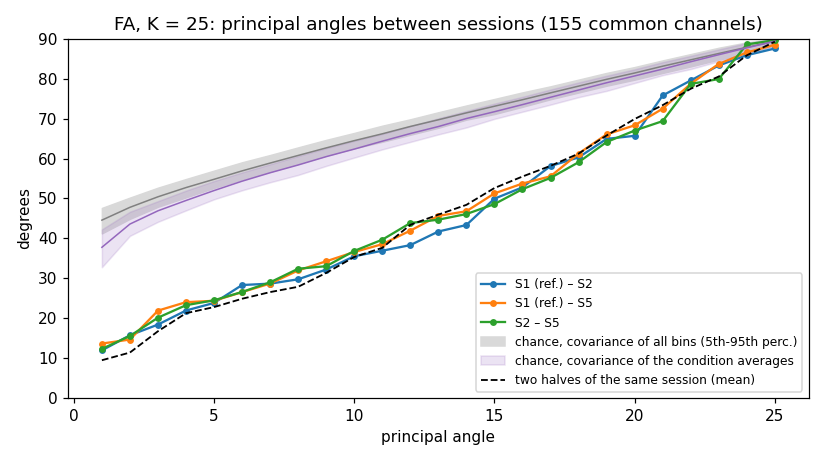 FA, K = 25: principal angles between sessions (155 common channels)
90
80
70
60
50
40
30
20
10
0
degrees
0
5
10
15
20
25
principal angle
S1 (ref.) – S2
S1 (ref.) – S5
S2 – S5
chance, covariance of all bins (5th-95th perc.)
chance, covariance of the condition averages
two halves of the same session (mean)